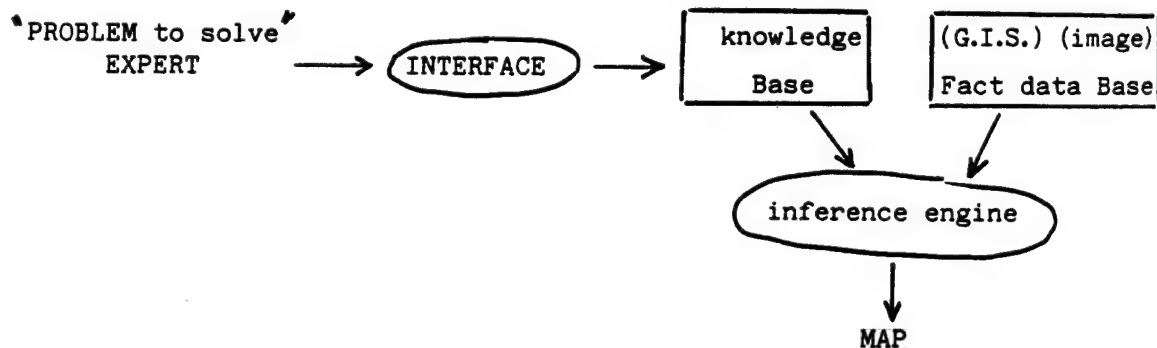 "PROBLEM to solve"
EXPERT
INTERFACE
knowledge
Base
(G.I.S.) (image)
Fact data Base
inference engine
MAP